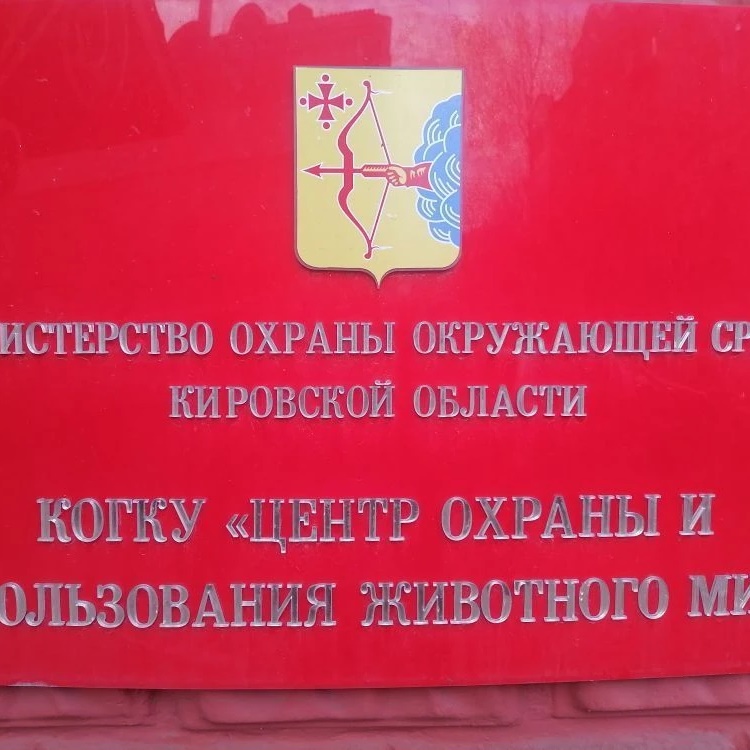 ИСТЕРСТВО ОХРАНЫ ОКРУЖАЮЩЕЙ СР
КИРОВСКОЙ ОБЛАСТИ
КОГКУ «ЦЕНТР ОХРАНЫ И
ОЛЬЗОВАНИЯ ЖИВОТНОГО МИ